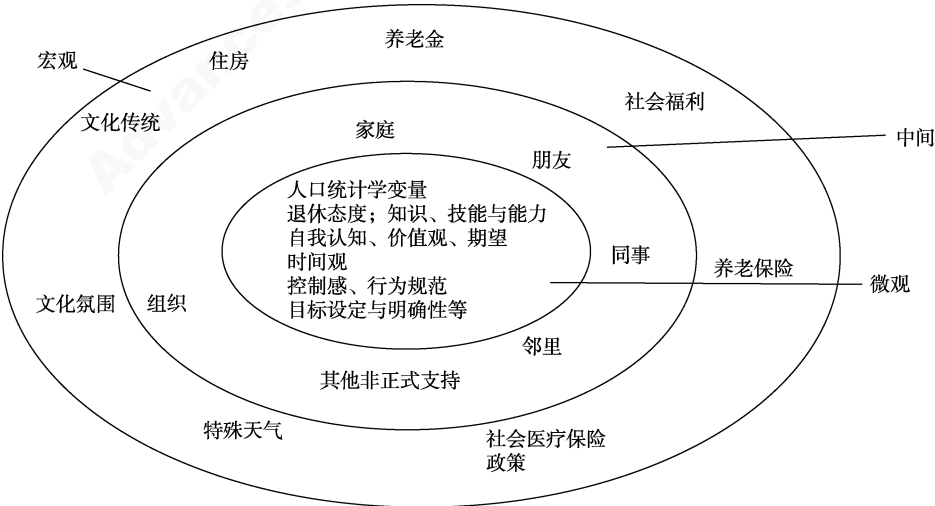 养老金
宏观
住房
社会福利
文化传统
家庭
中间
朋友
人口统计学变量
退休态度；知识、技能与能力
自我认知、价值观、期望
时间观
控制感、行为规范
目标设定与明确性等
同事
养老保险
微观
文化氛围
组织
邻里
其他非正式支持
特殊天气
社会医疗保险
政策
Advances